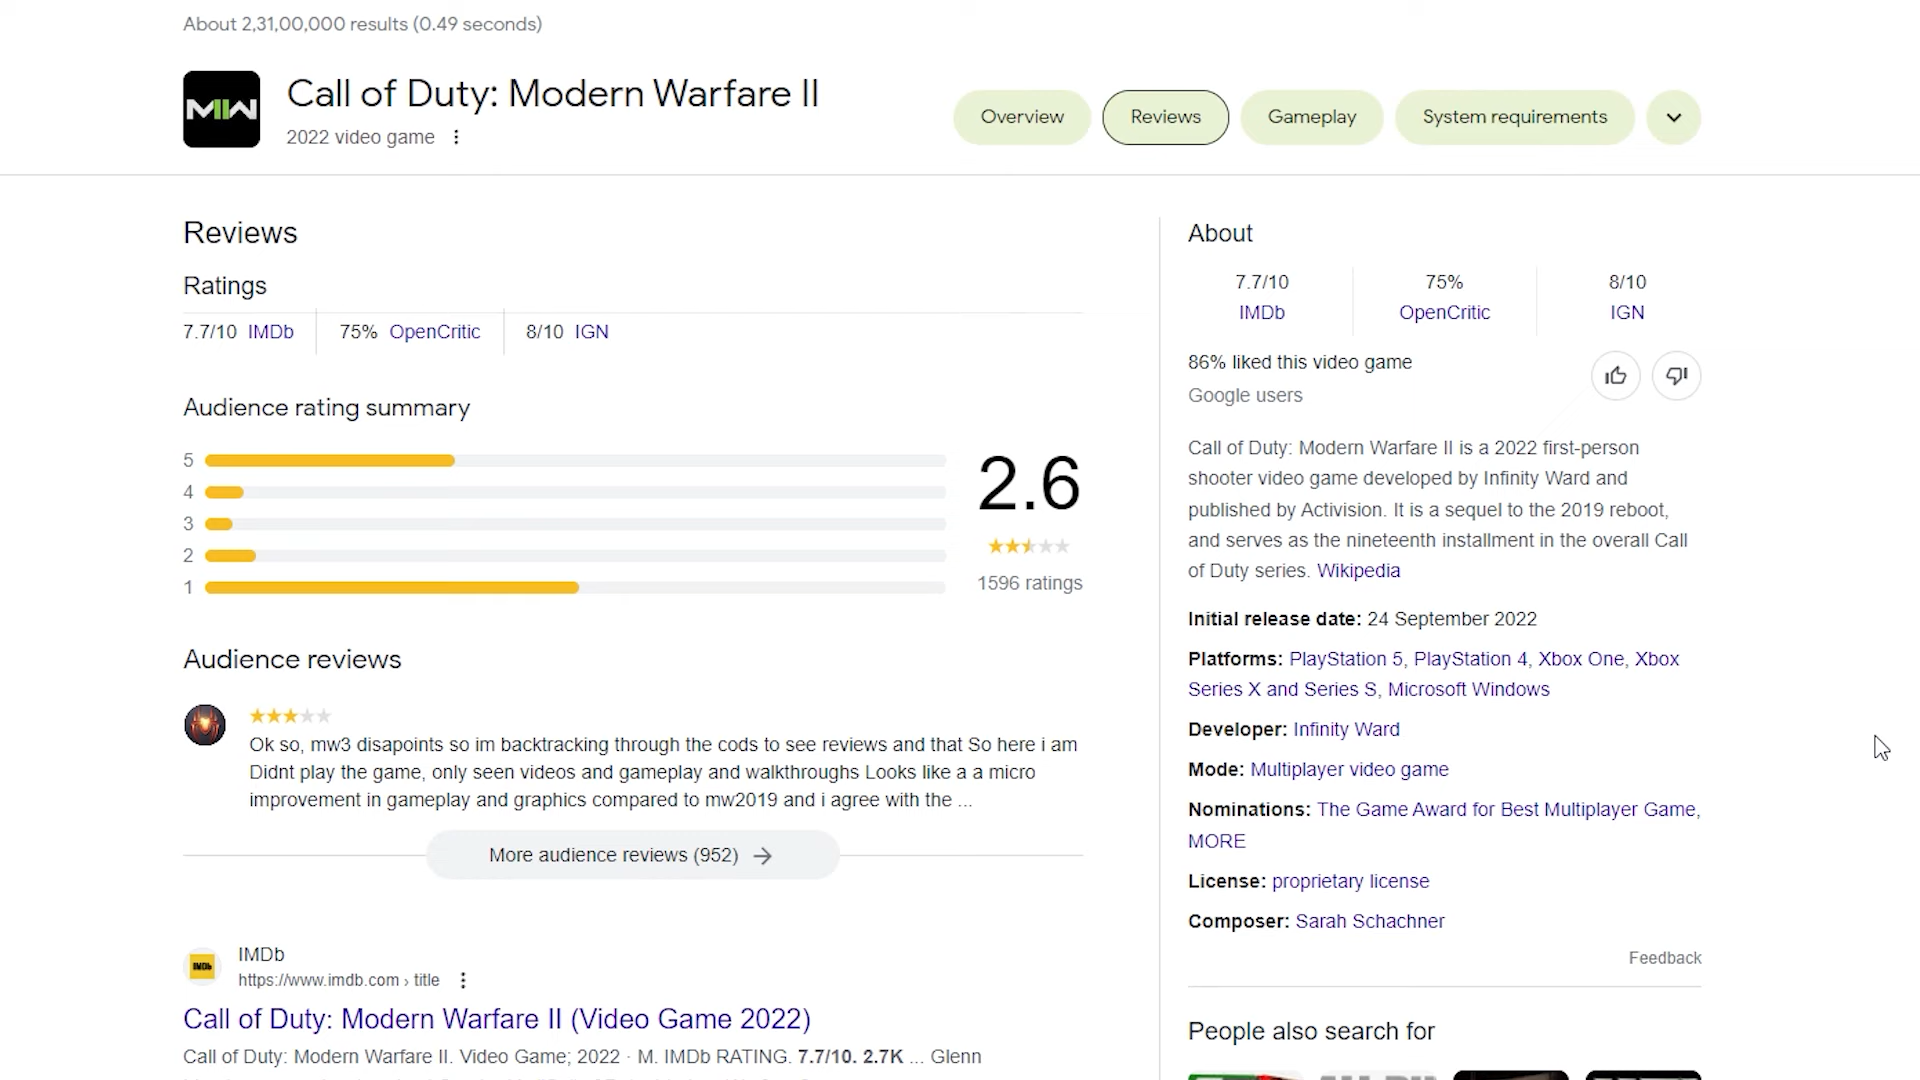 About 2,31,00,000 results (0.49 seconds)
MIW
Call of Duty: Modern Warfare II
2022 video game
Overview
Reviews
Gameplay
System requirements
Reviews
Ratings
7.7/10 IMDb
75% OpenCritic
8/10 IGN
Audience rating summary
5
4
3
2
1
2.6
1596 ratings
Audience reviews
Ok so, mw3 disapoints so im backtracking through the cods to see reviews and that So here i am
Didnt play the game, only seen videos and gameplay and walkthroughs Looks like a a micro
improvement in gameplay and graphics compared to mw2019 and i agree with the ...
More audience reviews (952)
IMDb
IMDb
https://www.imdb.com › title
Call of Duty: Modern Warfare II (Video Game 2022)
Call of Duty: Modern Warfare II. Video Game; 2022 · M. IMDb RATING. 7.7/10. 2.7K ... Glenn
About
7.7/10
IMDb
75%
OpenCritic
8/10
IGN
86% liked this video game
Google users
Call of Duty: Modern Warfare II is a 2022 first-person
shooter video game developed by Infinity Ward and
published by Activision. It is a sequel to the 2019 reboot,
and serves as the nineteenth installment in the overall Call
of Duty series. Wikipedia
Initial release date: 24 September 2022
Platforms: PlayStation 5, PlayStation 4, Xbox One, Xbox
Series X and Series S, Microsoft Windows
Developer: Infinity Ward
Mode: Multiplayer video game
Nominations: The Game Award for Best Multiplayer Game,
MORE
License: proprietary license
Composer: Sarah Schachner
Feedback
People also search for